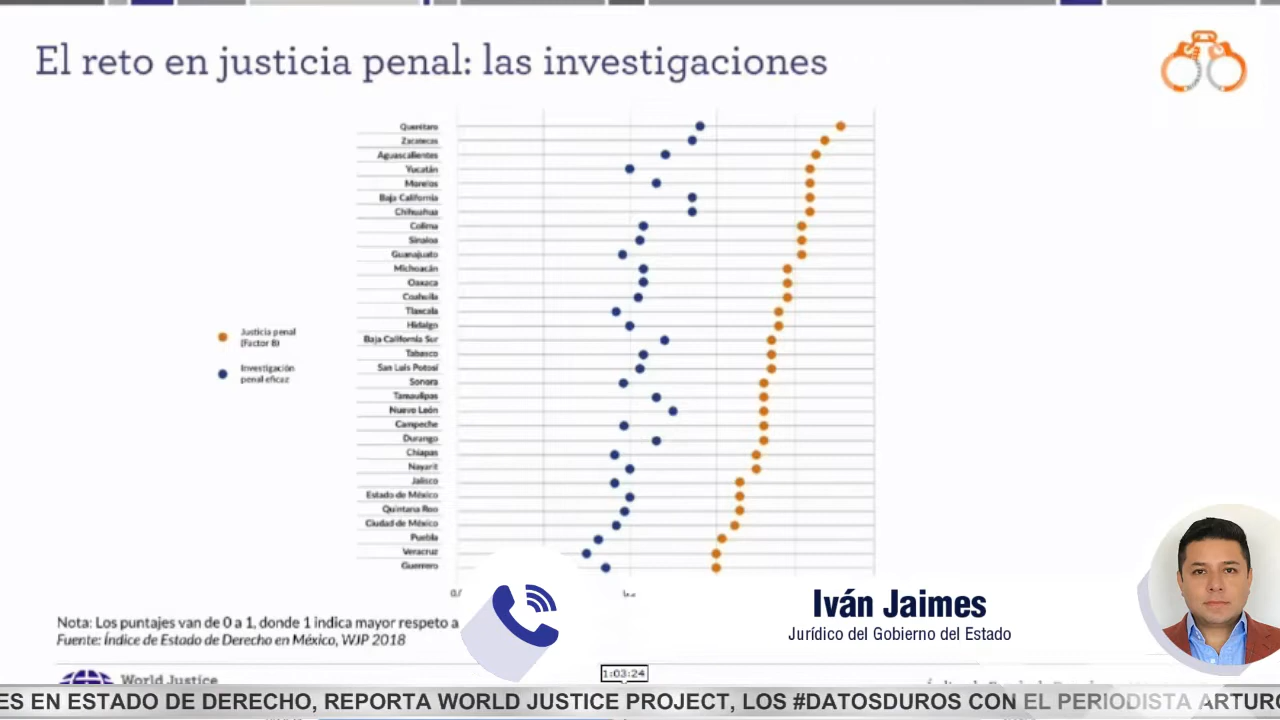 El reto en justicia penal: las investigaciones
Querétaro
Zacatecas
Aguascalientes
Yucatán
Morelos
Baja California
Chihuahua
Colima
Sinaloa
Guanajuato
Michoacán
Oaxaca
Coahuila
Tlaxcala
Hidalgo
Baja California Sur
Tabasco
San Luis Potosí
Sonora
Tamaulipas
Nuevo León
Campeche
Durango
Chiapas
Nayarit
Jalisco
Estado de México
Quintana Roo
Ciudad de México
Puebla
Veracruz
Guerrero
Justicia penal
(Factor 8)
Investigación
penal eficaz
Iván Jaimes
Jurídico del Gobierno del Estado
Nota: Los puntajes van de 0 a 1, donde 1 indica mayor respeto a
Fuente: Índice de Estado de Derecho en México, WJP 2018
1:03:24
World Justice
ES EN ESTADO DE DERECHO, REPORTA WORLD JUSTICE PROJECT, LOS #DATOSDUROS CON EL PERIODISTA ARTURO